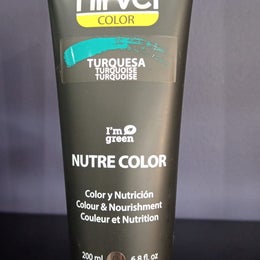 nirvel
COLOR
TURQUESA
TURQUOISE
TURQUOISE
I'm
green
NUTRE COLOR
Color y Nutrición
Colour & Nourishment
Couleur et Nutrition
200 ml 6.8 fl. oz